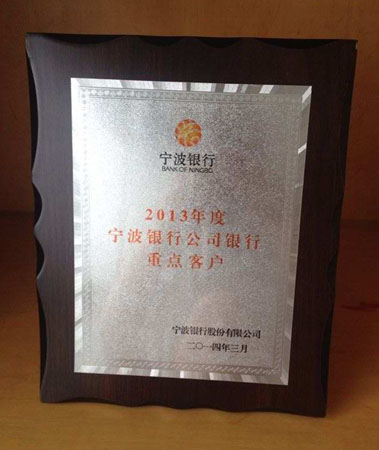 宁波银行
BANK OF NINGBO
2013年度
宁波银行公司银行
重点客户
宁波银行股份有限公司
二〇一四年三月